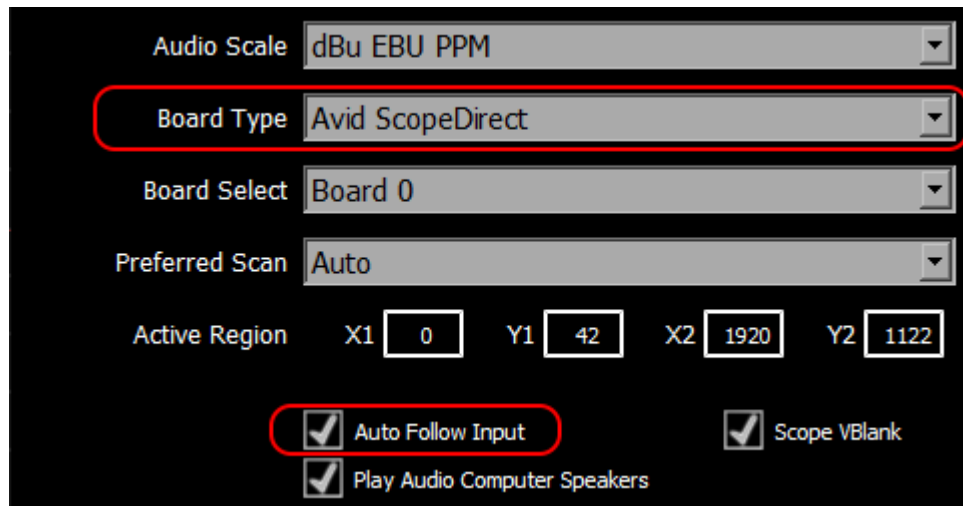 Audio Scale dBu EBU PPM
Board Type Avid ScopeDirect
Board Select Board 0
Preferred Scan Auto
Active Region X1 0 Y1 42 X2 1920 Y2 1122
Auto Follow Input Scope VBlank
Play Audio Computer Speakers